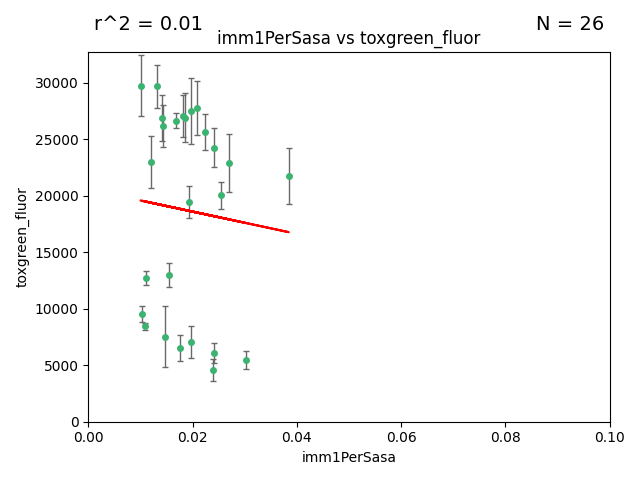 r^2 = 0.01
N = 26
imm1PerSasa vs toxgreen_fluor
toxgreen_fluor
30000
25000
20000
15000
10000
5000
0
0.00 0.02 0.04 0.06 0.08 0.10
imm1PerSasa